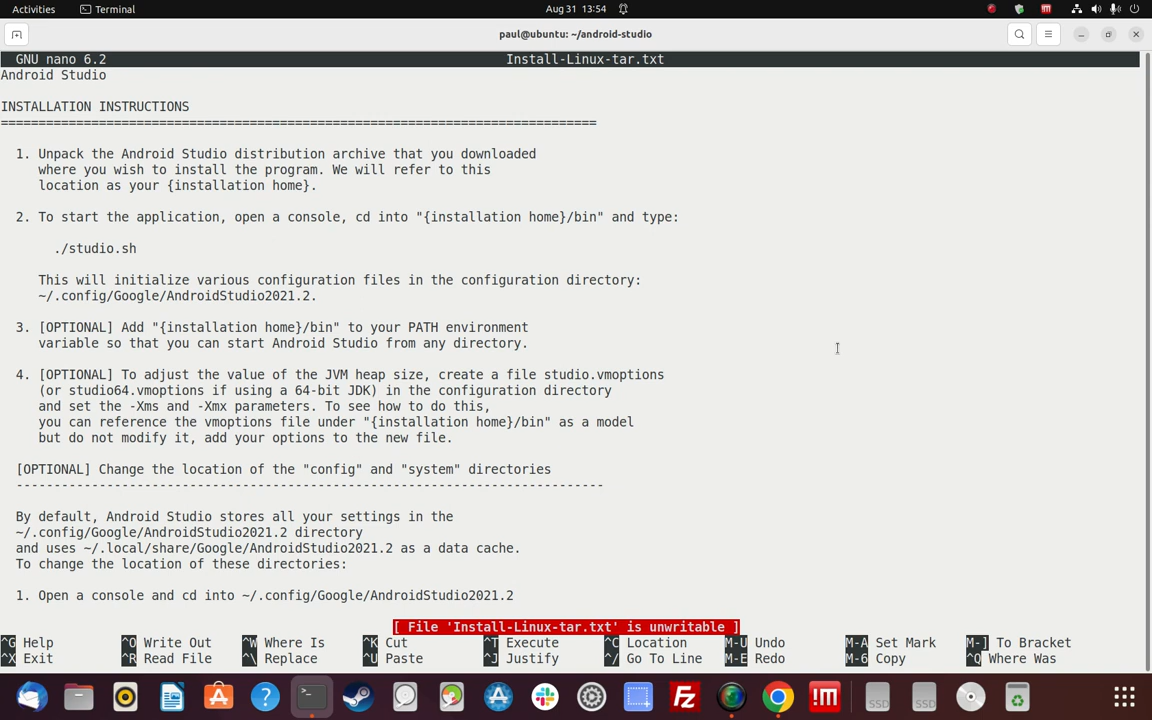 Activities Terminal Aug 31 13:54
paul@ubuntu: ~/android-studio
GNU nano 6.2 Install-Linux-tar.txt
Android Studio
INSTALLATION INSTRUCTIONS
===============================================================================
1. Unpack the Android Studio distribution archive that you downloaded
where you wish to install the program. We will refer to this
location as your {installation home}.
2. To start the application, open a console, cd into "{installation home}/bin" and type:
./studio.sh
This will initialize various configuration files in the configuration directory:
~/.config/Google/AndroidStudio2021.2.
3. [OPTIONAL] Add "{installation home}/bin" to your PATH environment
variable so that you can start Android Studio from any directory.
4. [OPTIONAL] To adjust the value of the JVM heap size, create a file studio.vmoptions
(or studio64.vmoptions if using a 64-bit JDK) in the configuration directory
and set the -Xms and -Xmx parameters. To see how to do this,
you can reference the vmoptions file under "{installation home}/bin" as a model
but do not modify it, add your options to the new file.
[OPTIONAL] Change the location of the "config" and "system" directories
------------------------------------------------------------------------------
By default, Android Studio stores all your settings in the
~/.config/Google/AndroidStudio2021.2 directory
and uses ~/.local/share/Google/AndroidStudio2021.2 as a data cache.
To change the location of these directories:
1. Open a console and cd into ~/.config/Google/AndroidStudio2021.2
[ File 'Install-Linux-tar.txt' is unwritable ]
^G Help ^O Write Out ^W Where Is ^K Cut ^T Execute ^C Location M-U Undo M-A Set Mark M-] To Bracket
^X Exit ^R Read File ^\ Replace ^U Paste ^J Justify ^/ Go To Line M-E Redo M-6 Copy ^Q Where Was